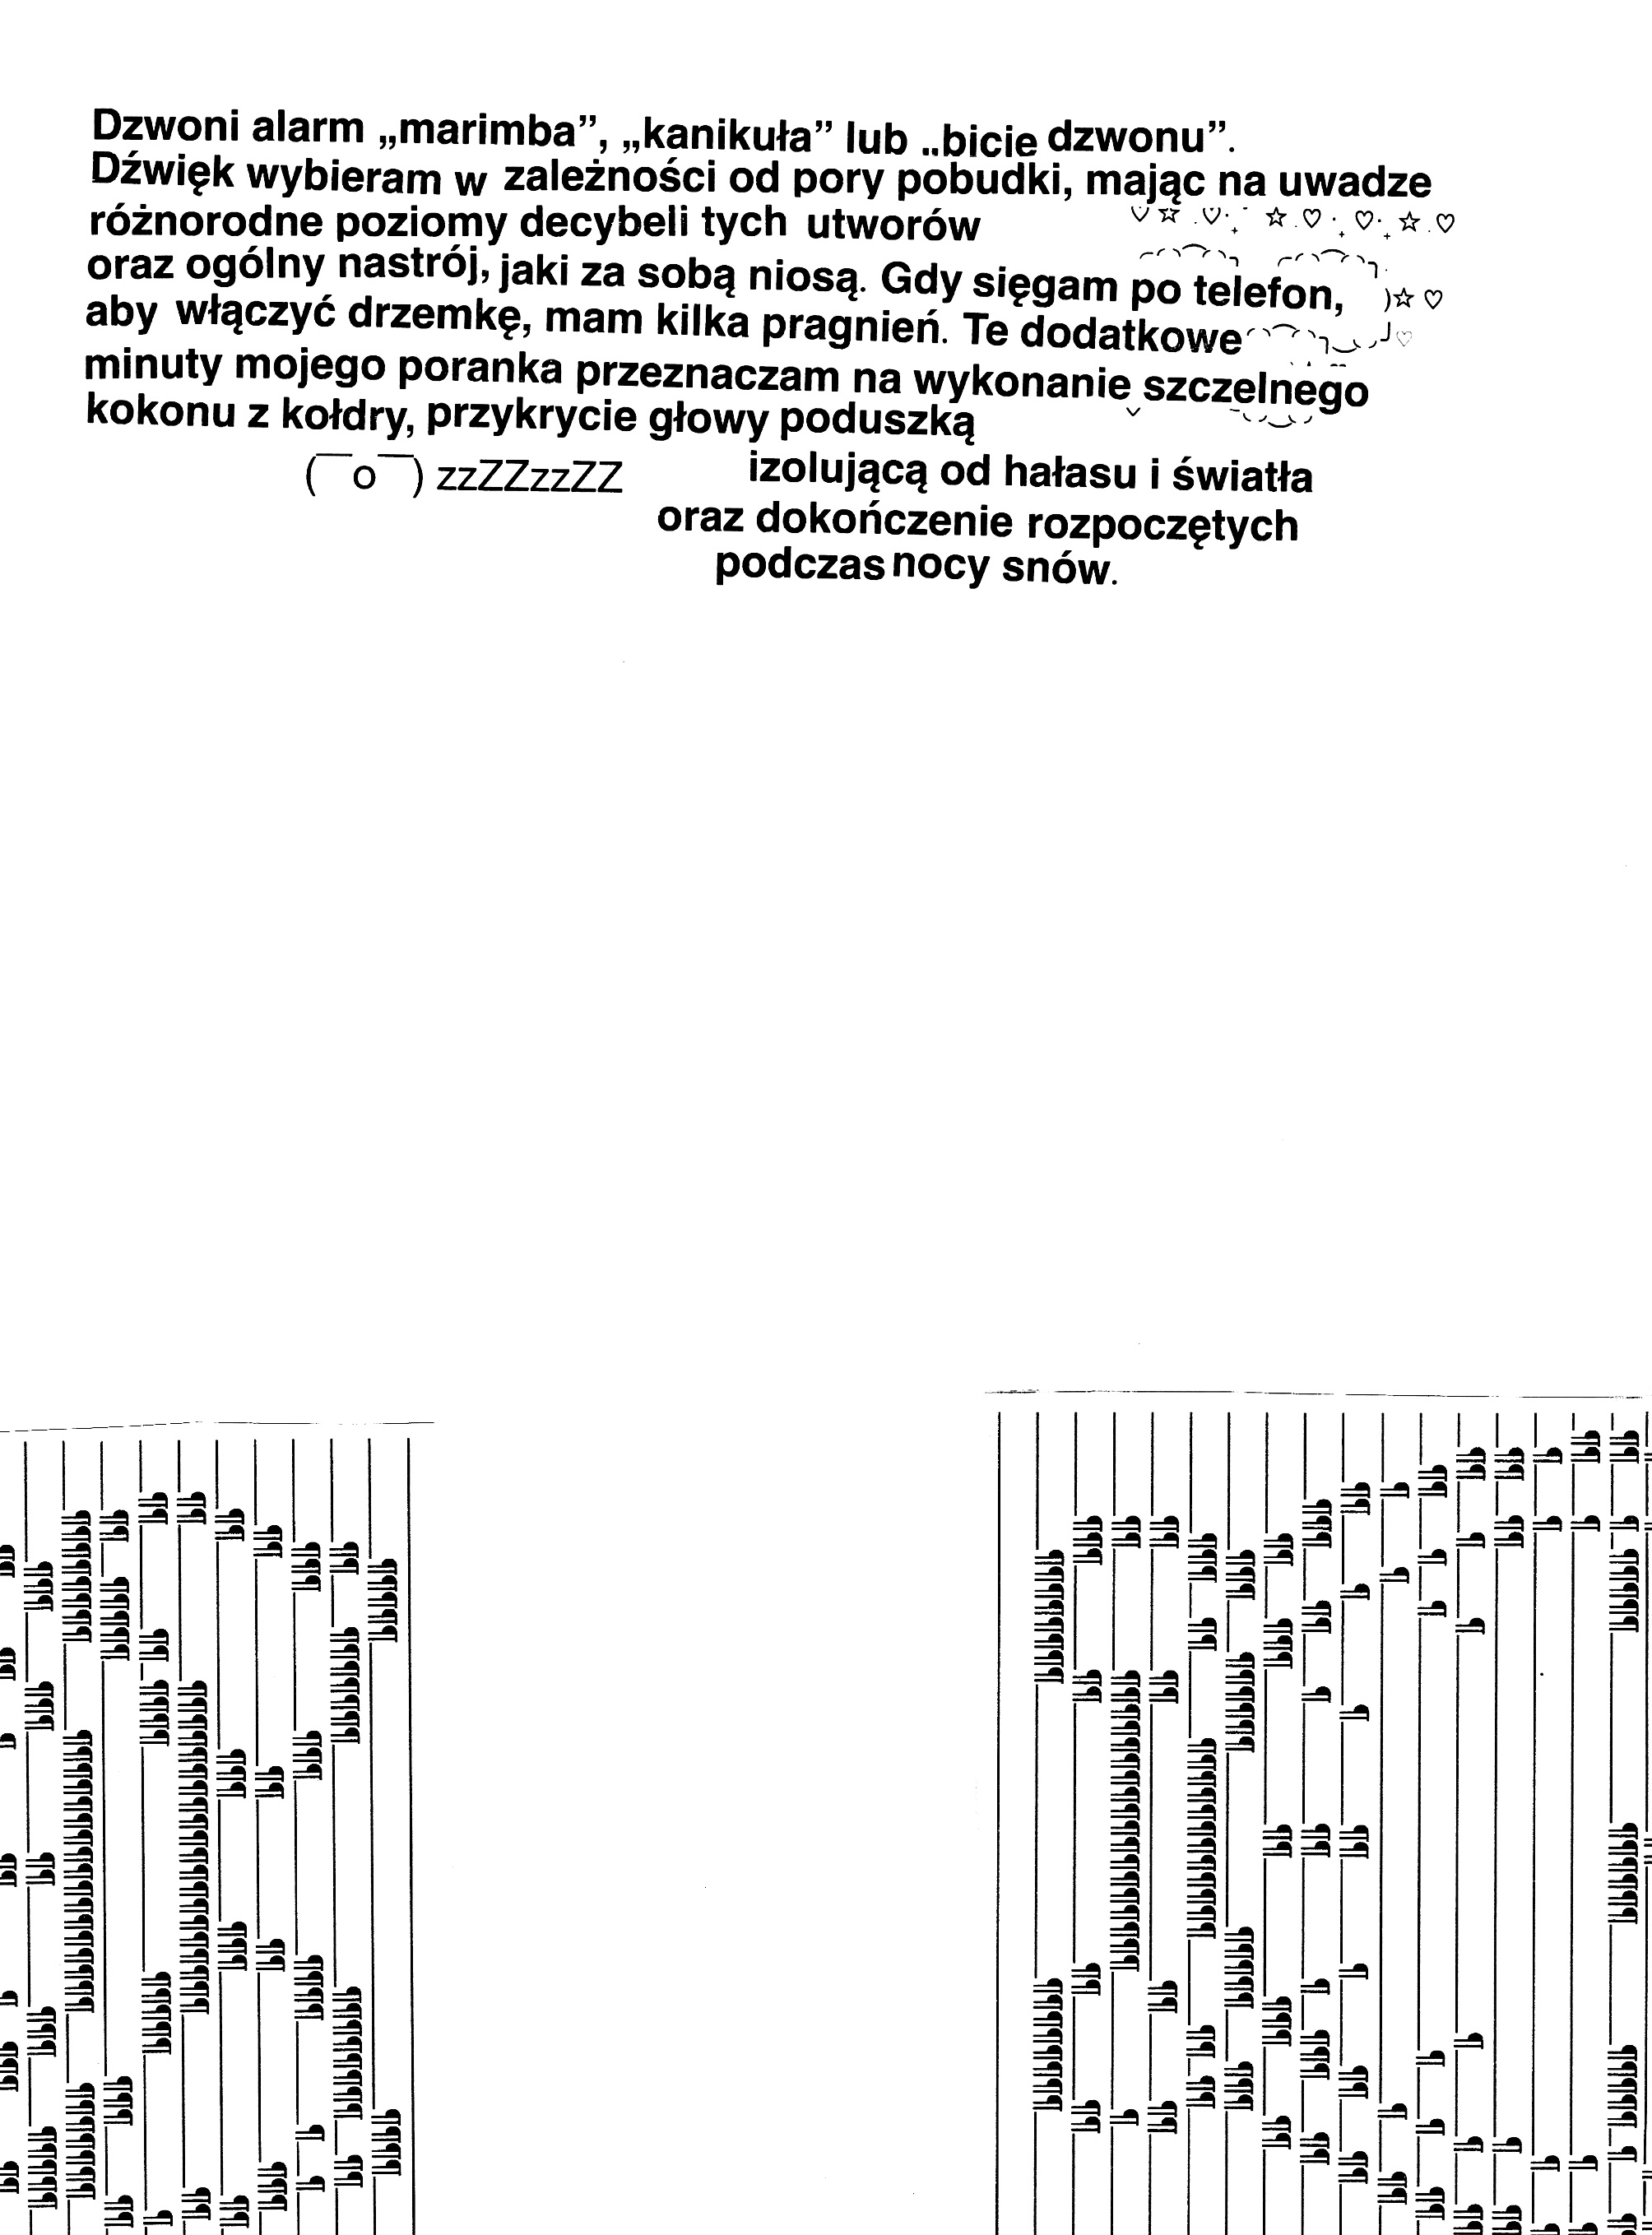 Dzwoni alarm „marimba”, „kanikuła” lub „bicie dzwonu”.
Dźwięk wybieram w zależności od pory pobudki, mając na uwadze
różnorodne poziomy decybeli tych utworów
oraz ogólny nastrój, jaki za sobą niosą. Gdy sięgam po telefon,
aby włączyć drzemkę, mam kilka pragnień. Te dodatkowe
minuty mojego poranka przeznaczam na wykonanie szczelnego
kokonu z kołdry, przykrycie głowy poduszką
(￣o￣) zzZZzzZZ izolującą od hałasu i światła
oraz dokończenie rozpoczętych
podczas nocy snów.